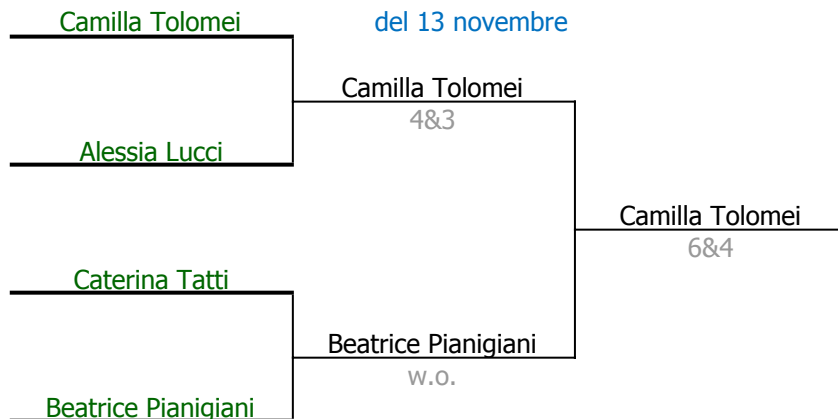 Camilla Tolomei
del 13 novembre
Camilla Tolomei
4&3
Alessia Lucci
Camilla Tolomei
6&4
Caterina Tatti
Beatrice Pianigiani
w.o.
Beatrice Pianigiani